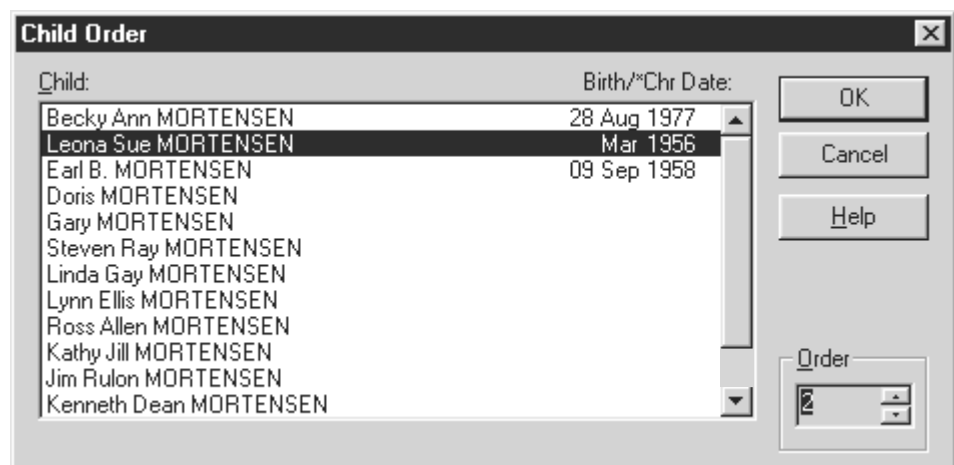 Child Order
Child: Birth/*Chr Date:
Becky Ann MORTENSEN 28 Aug 1977
Leona Sue MORTENSEN Mar 1956
Earl B. MORTENSEN 09 Sep 1958
Doris MORTENSEN
Gary MORTENSEN
Steven Ray MORTENSEN
Linda Gay MORTENSEN
Lynn Ellis MORTENSEN
Ross Allen MORTENSEN
Kathy Jill MORTENSEN
Jim Rulon MORTENSEN
Kenneth Dean MORTENSEN
OK
Cancel
Help
Order
2